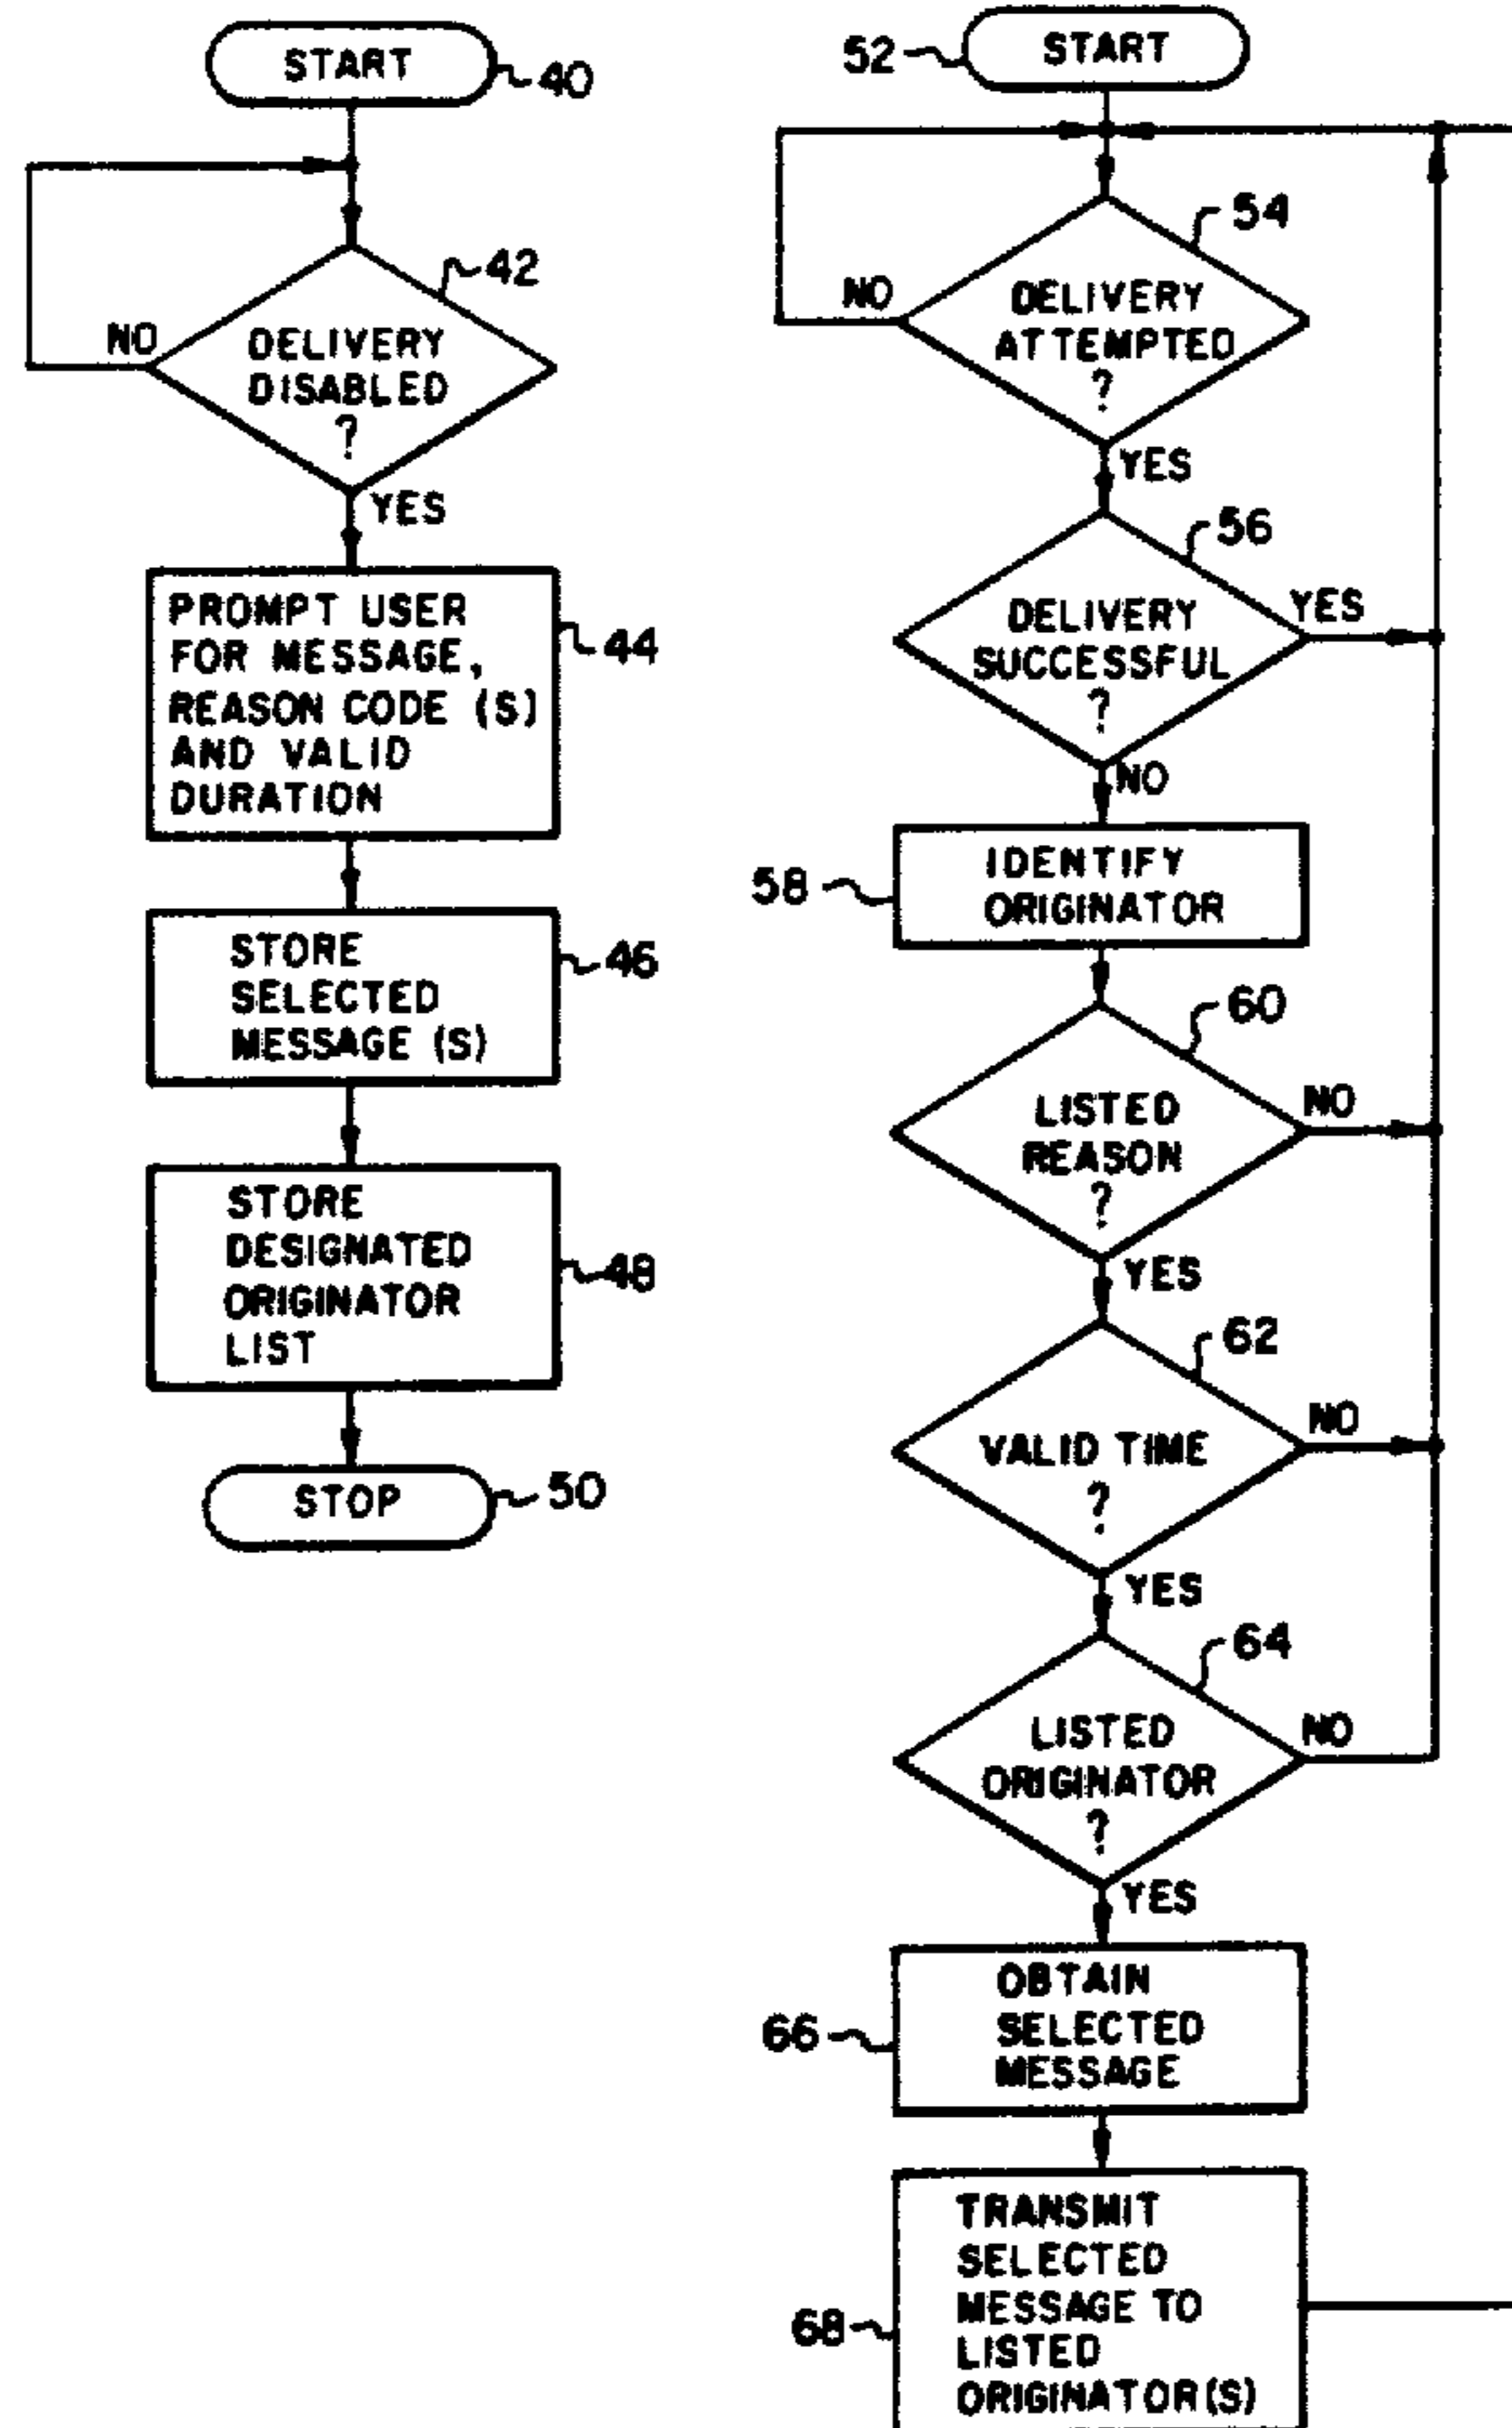 START
40
42
NO
DELIVERY
DISABLED
?
YES
PROMPT USER
FOR MESSAGE,
REASON CODE (S)
AND VALID
DURATION
44
STORE
SELECTED
MESSAGE (S)
46
STORE
DESIGNATED
ORIGINATOR
LIST
48
STOP
50
52
START
54
NO
DELIVERY
ATTEMPTED
?
YES
56
DELIVERY
SUCCESSFUL
?
YES
NO
58
IDENTIFY
ORIGINATOR
60
LISTED
REASON
?
NO
YES
62
VALID TIME
?
NO
YES
64
LISTED
ORIGINATOR
?
NO
YES
66
OBTAIN
SELECTED
MESSAGE
68
TRANSMIT
SELECTED
MESSAGE TO
LISTED
ORIGINATOR(S)